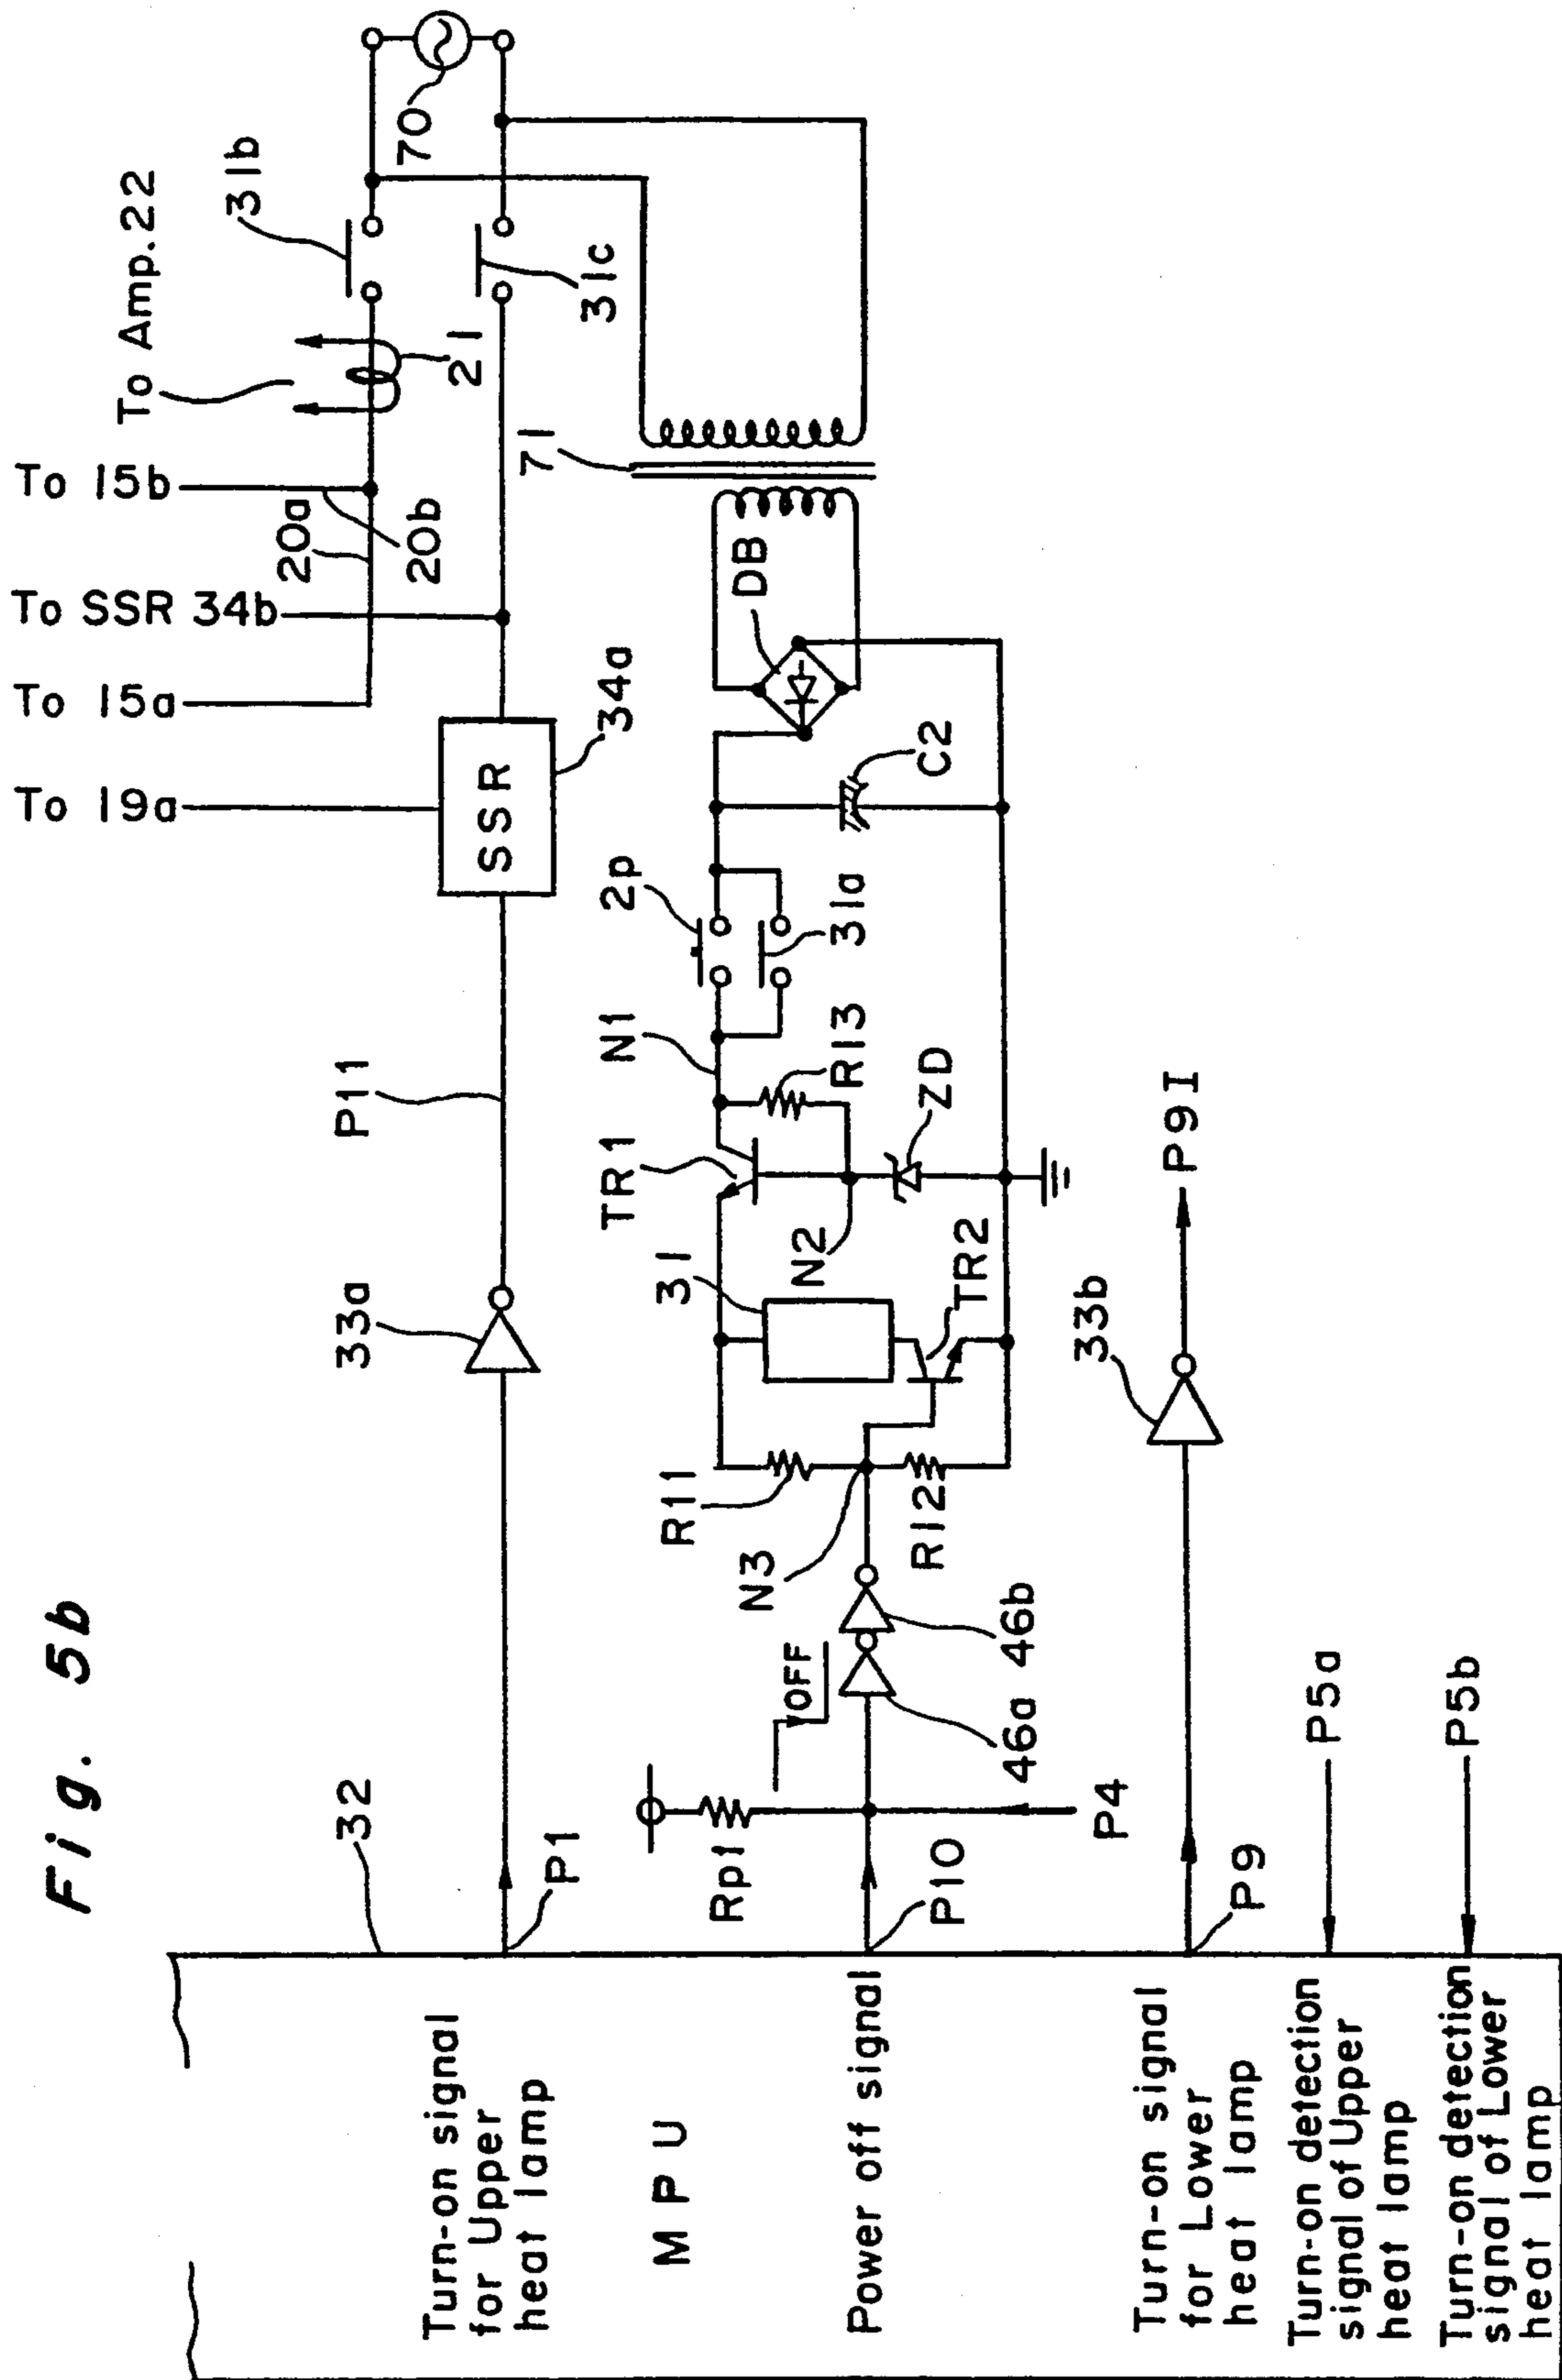 Fig. 5b
32
Turn-on signal
for Upper
heat lamp
M P U
Power off signal
Turn-on signal
for Lower
heat lamp
Turn-on detection
signal of Upper
heat lamp
Turn-on detection
signal of Lower
heat lamp
P1
33a
P11
SSR
34a
To 19a
To 15a
To SSR 34b
To 15b
20a
20b
To Amp.22
21
31b
31c
70
71
DB
C2
2p
31a
N1
R13
TR1
ZD
N2
31
TR2
R11
R12
N3
46a
46b
OFF
Rp1
P10
P4
P9
33b
P9I
P5a
P5b